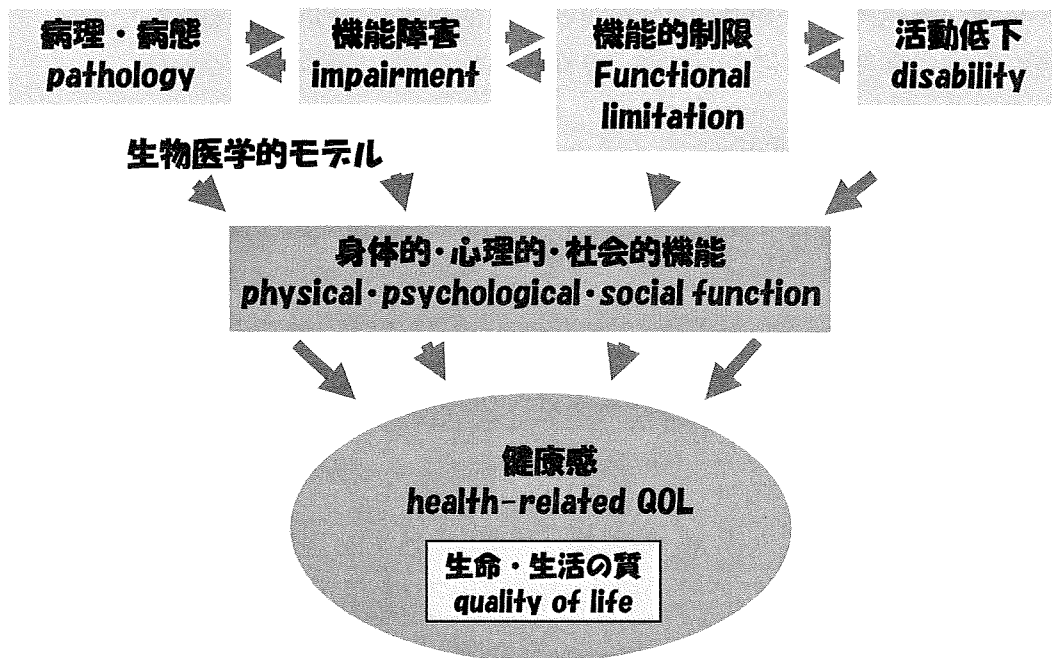 病理・病態
pathology
機能障害
impairment
機能的制限
Functional
limitation
活動低下
disability
生物医学的モデル
身体的・心理的・社会的機能
physical・psychological・social function
健康感
health-related QOL
生命・生活の質
quality of life